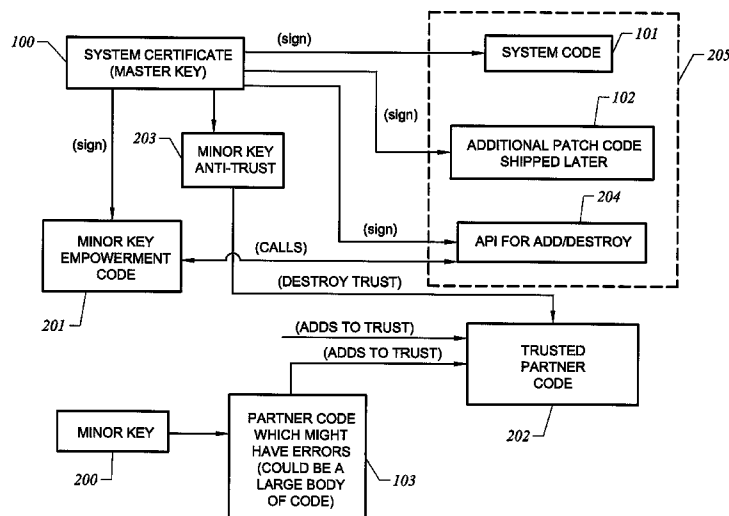 100
SYSTEM CERTIFICATE
(MASTER KEY)
(sign)
SYSTEM CODE
101
205
102
(sign)
ADDITIONAL PATCH CODE
SHIPPED LATER
(sign)
203
MINOR KEY
ANTI-TRUST
204
(sign)
API FOR ADD/DESTROY
MINOR KEY
EMPOWERMENT
CODE
201
(CALLS)
(DESTROY TRUST)
(ADDS TO TRUST)
(ADDS TO TRUST)
TRUSTED
PARTNER
CODE
202
MINOR KEY
200
PARTNER CODE
WHICH MIGHT
HAVE ERRORS
(COULD BE A
LARGE BODY
OF CODE)
103